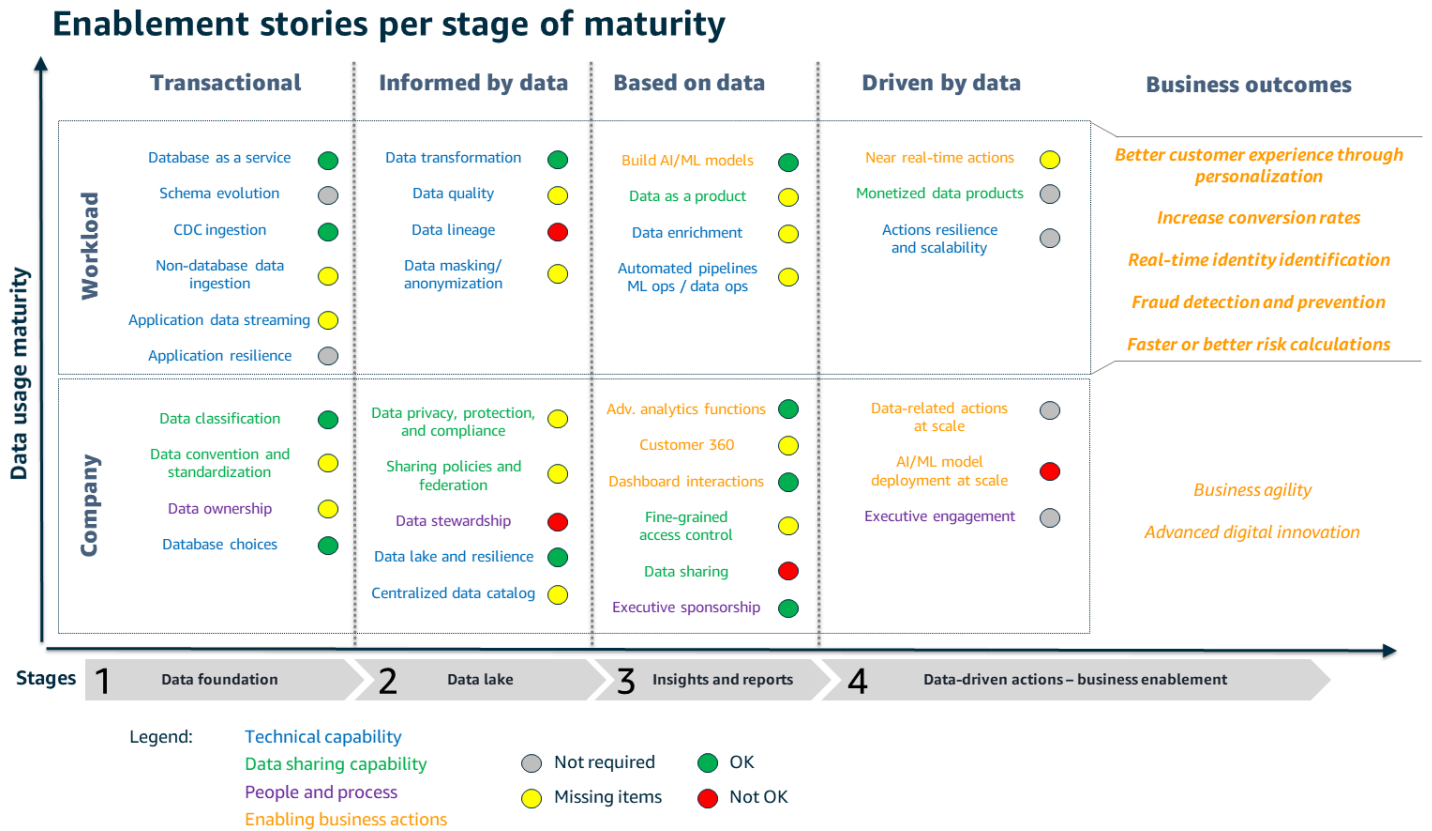 Enablement stories per stage of maturity
Transactional
Informed by data
Based on data
Driven by data
Business outcomes
Data usage maturity
Workload
Database as a service
Schema evolution
CDC ingestion
Non-database data
ingestion
Application data streaming
Application resilience
Data transformation
Data quality
Data lineage
Data masking/
anonymization
Build AI/ML models
Data as a product
Data enrichment
Automated pipelines
ML ops / data ops
Near real-time actions
Monetized data products
Actions resilience
and scalability
Better customer experience through
personalization
Increase conversion rates
Real-time identity identification
Fraud detection and prevention
Faster or better risk calculations
Company
Data classification
Data convention and
standardization
Data ownership
Database choices
Data privacy, protection,
and compliance
Sharing policies and
federation
Data stewardship
Data lake and resilience
Centralized data catalog
Adv. analytics functions
Customer 360
Dashboard interactions
Fine-grained
access control
Data sharing
Executive sponsorship
Data-related actions
at scale
AI/ML model
deployment at scale
Executive engagement
Business agility
Advanced digital innovation
Stages
1 Data foundation
2 Data lake
3 Insights and reports
4 Data-driven actions – business enablement
Legend:
Technical capability
Data sharing capability
People and process
Enabling business actions
Not required
OK
Missing items
Not OK